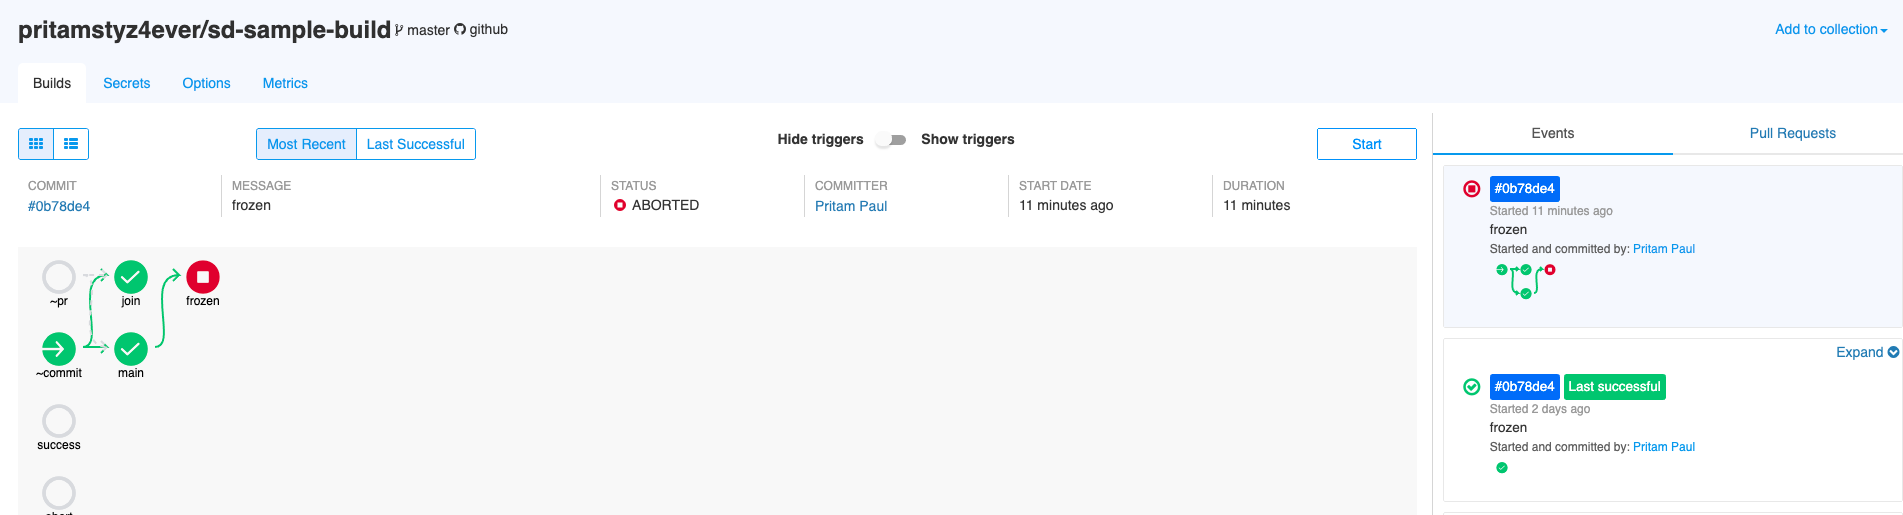 pritamstyz4ever/sd-sample-build master github
Add to collection
Builds Secrets Options Metrics
Most Recent Last Successful
Hide triggers Show triggers
Start
COMMIT
#0b78de4
MESSAGE
frozen
STATUS
ABORTED
COMMITTER
Pritam Paul
START DATE
11 minutes ago
DURATION
11 minutes
~pr join frozen
~commit main
success
Events Pull Requests
#0b78de4
Started 11 minutes ago
frozen
Started and committed by: Pritam Paul
Expand
#0b78de4 Last successful
Started 2 days ago
frozen
Started and committed by: Pritam Paul